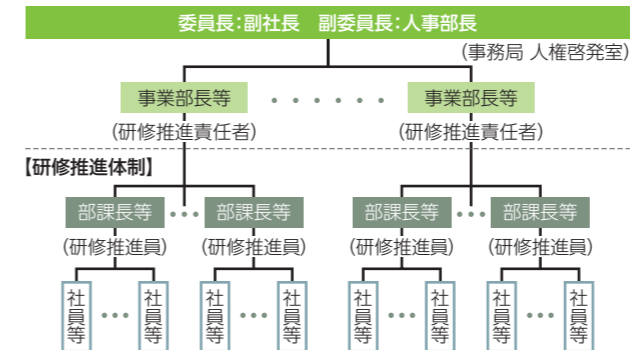 委員長：副社長　副委員長：人事部長
（事務局 人権啓発室）
事業部長等 ・・・・・・ 事業部長等
（研修推進責任者） （研修推進責任者）
【研修推進体制】
部課長等 ・・・ 部課長等 部課長等 ・・・ 部課長等
（研修推進員） （研修推進員） （研修推進員） （研修推進員）
社員等 ・・・ 社員等 社員等 ・・・ 社員等 社員等 ・・・ 社員等 社員等 ・・・ 社員等